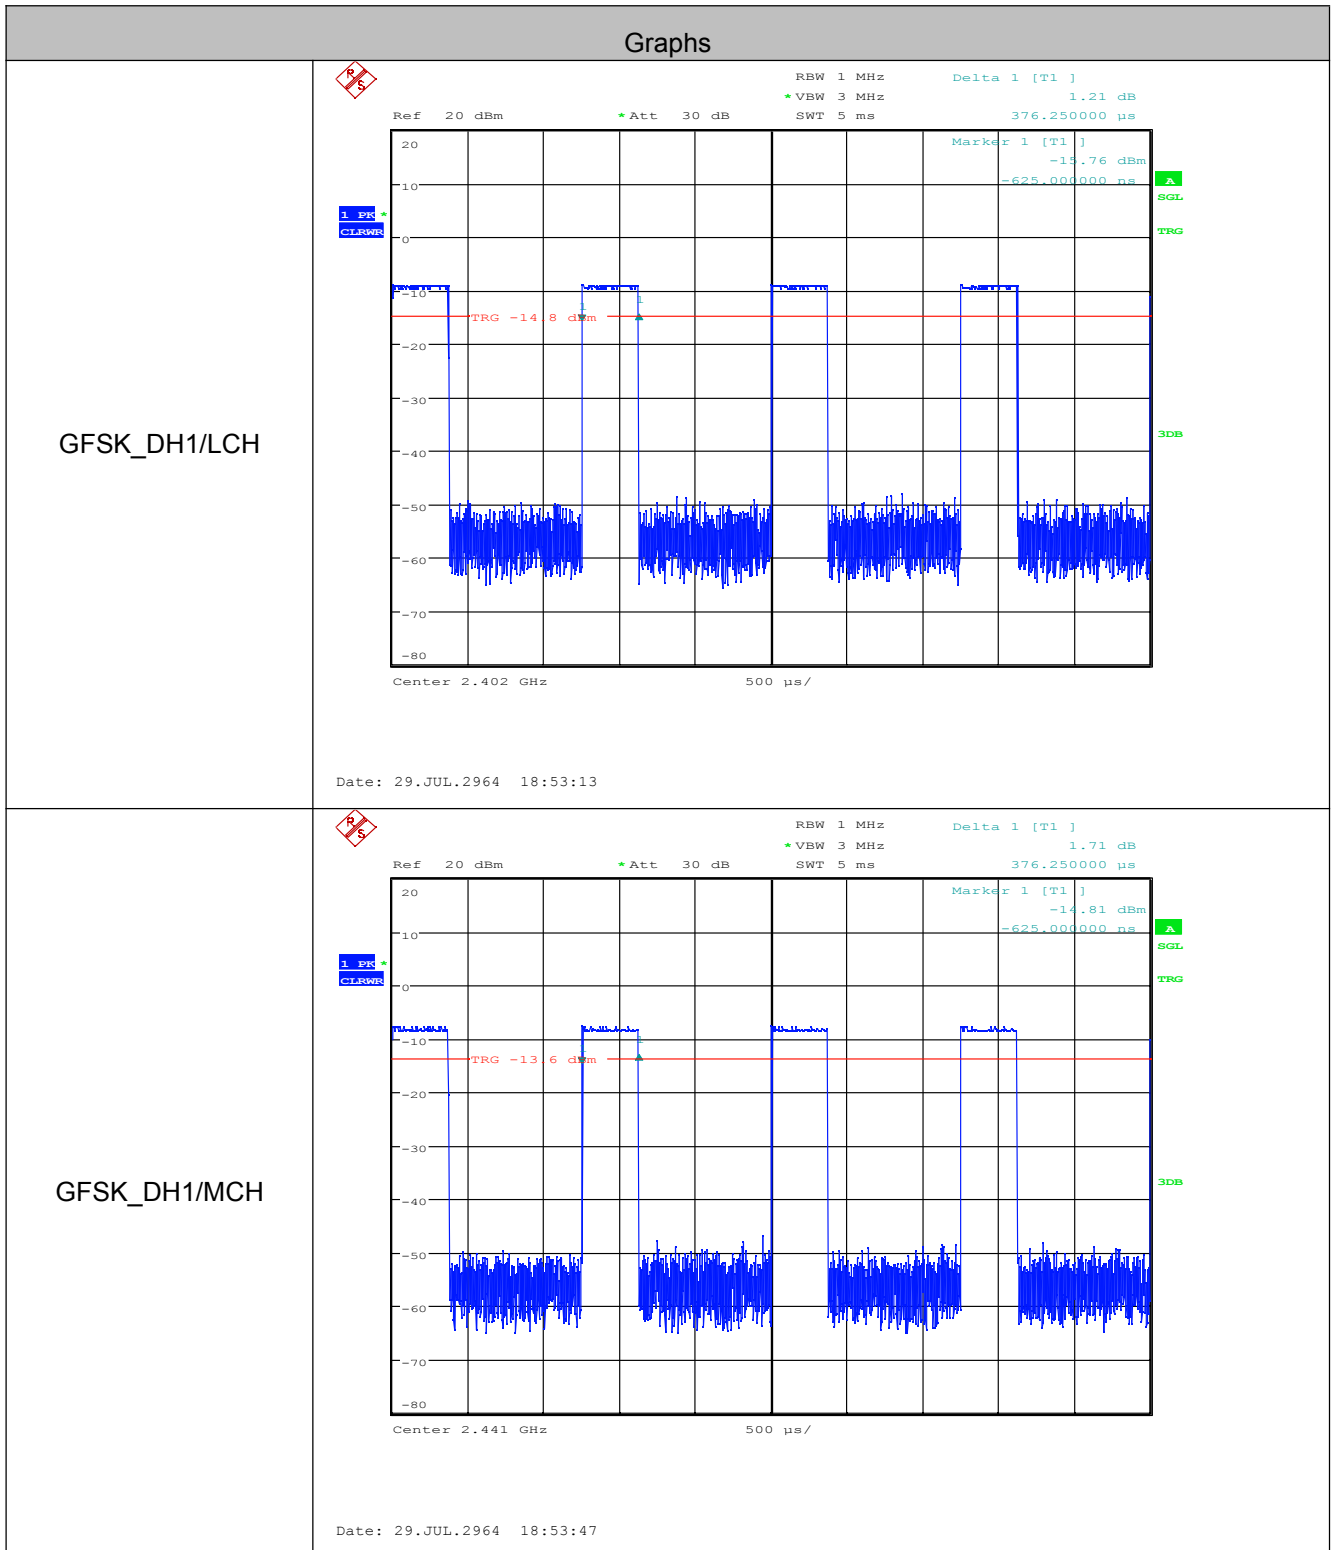 Graphs
GFSK_DH1/LCH
R S
RBW 1 MHz Delta 1 [T1 ]
*VBW 3 MHz 1.21 dB
Ref 20 dBm *Att 30 dB SWT 5 ms 376.250000 µs
20 Marker 1 [T1 ]
-15.76 dBm
10 -625.000000 ns A
SGL
1 PK *
CLRWR
0 TRG
-10
1 1
TRG -14.8 dBm
-20
-30
3DB
-40
-50
-60
-70
-80
Center 2.402 GHz 500 µs/
Date: 29.JUL.2964 18:53:13
GFSK_DH1/MCH
R S
RBW 1 MHz Delta 1 [T1 ]
*VBW 3 MHz 1.71 dB
Ref 20 dBm *Att 30 dB SWT 5 ms 376.250000 µs
20 Marker 1 [T1 ]
-14.81 dBm
10 -625.000000 ns A
SGL
1 PK *
CLRWR
0 TRG
-10
1 1
TRG -13.6 dBm
-20
-30
3DB
-40
-50
-60
-70
-80
Center 2.441 GHz 500 µs/
Date: 29.JUL.2964 18:53:47